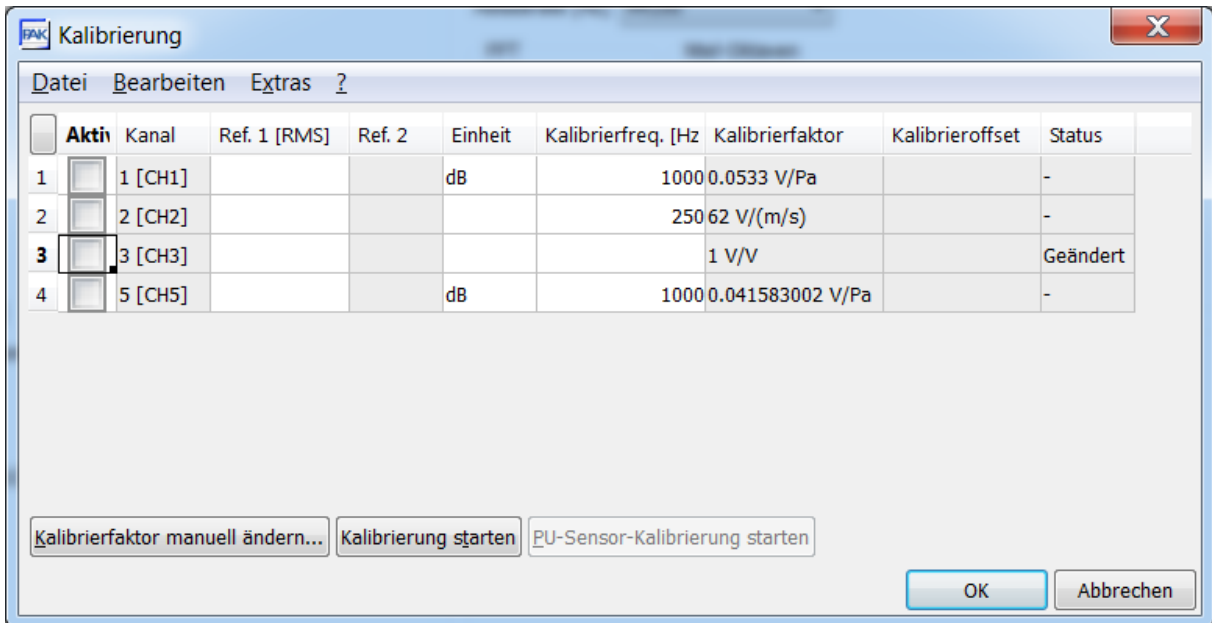 PAK Kalibrierung
Datei Bearbeiten Extras ?
Aktiv Kanal Ref. 1 [RMS] Ref. 2 Einheit Kalibrierfreq. [Hz Kalibrierfaktor Kalibrieroffset Status
1 1 [CH1] dB 1000 0.0533 V/Pa -
2 2 [CH2] 250 62 V/(m/s) -
3 3 [CH3] 1 V/V Geändert
4 5 [CH5] dB 1000 0.041583002 V/Pa -
Kalibrierfaktor manuell ändern... Kalibrierung starten PU-Sensor-Kalibrierung starten
OK Abbrechen